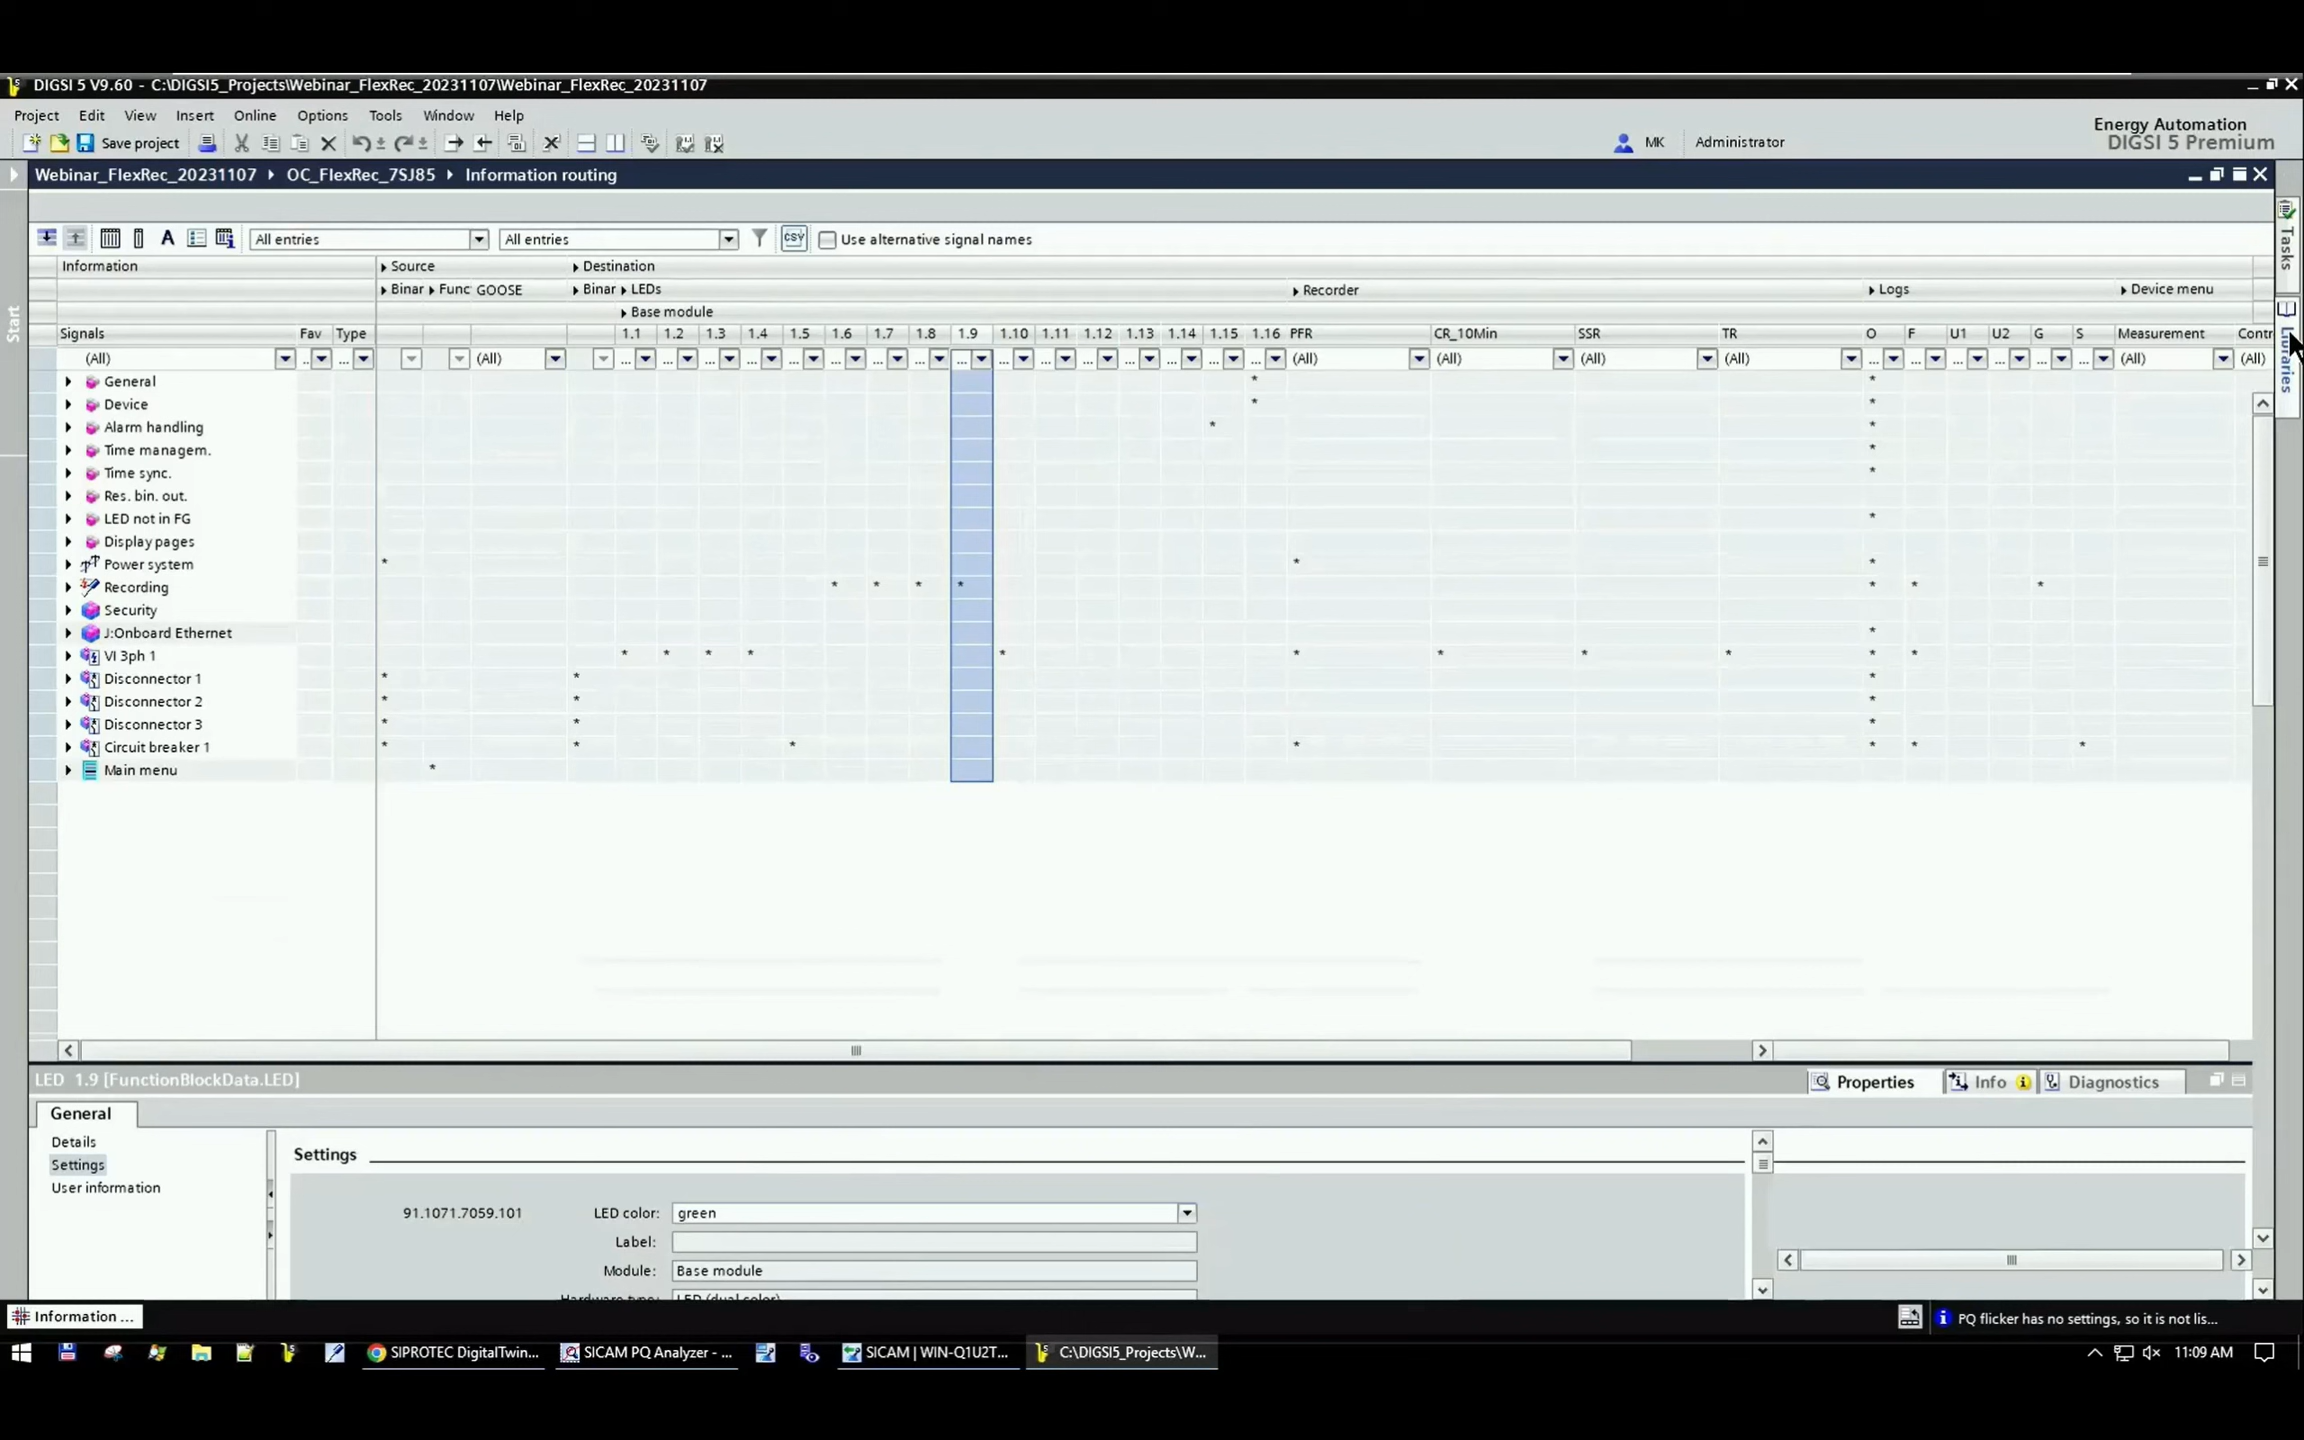 DIGSI 5 V9.60 - C:\DIGSI5_Projects\Webinar_FlexRec_20231107\Webinar_FlexRec_20231107
Project Edit View Insert Online Options Tools Window Help
Energy Automation
DIGSI 5 Premium
Save project
MK Administrator
Webinar_FlexRec_20231107 OC_FlexRec_7SJ85 Information routing
Start
Tasks
Libraries
A All entries All entries CSV Use alternative signal names
Information Source Destination
Binar Func GOOSE Binar LEDs Recorder Logs Device menu
Base module
Signals Fav Type 1.1 1.2 1.3 1.4 1.5 1.6 1.7 1.8 1.9 1.10 1.11 1.12 1.13 1.14 1.15 1.16 PFR CR_10Min SSR TR O F U1 U2 G S Measurement Contr
(All) ... ... (All) ... ... ... ... ... ... ... ... ... ... ... ... ... ... ... ... (All) (All) (All) (All) ... ... ... ... ... ... (All) (All)
General * *
Device * *
Alarm handling * *
Time managem. *
Time sync. *
Res. bin. out.
LED not in FG *
Display pages
Power system * * *
Recording * * * * * * *
Security
J:Onboard Ethernet *
VI 3ph 1 * * * * * * * * * * *
Disconnector 1 * * *
Disconnector 2 * * *
Disconnector 3 * * *
Circuit breaker 1 * * * * * * *
Main menu *
LED 1.9 [FunctionBlockData.LED]
Properties Info Diagnostics
General
Details
Settings
User information
Settings
91.1071.7059.101 LED color: green
Label:
Module: Base module
Hardware type: LED (dual color)
Information ...
PQ flicker has no settings, so it is not lis...
SIPROTEC DigitalTwin... SICAM PQ Analyzer - ... SICAM | WIN-Q1U2T... C:\DIGSI5_Projects\W...
11:09 AM